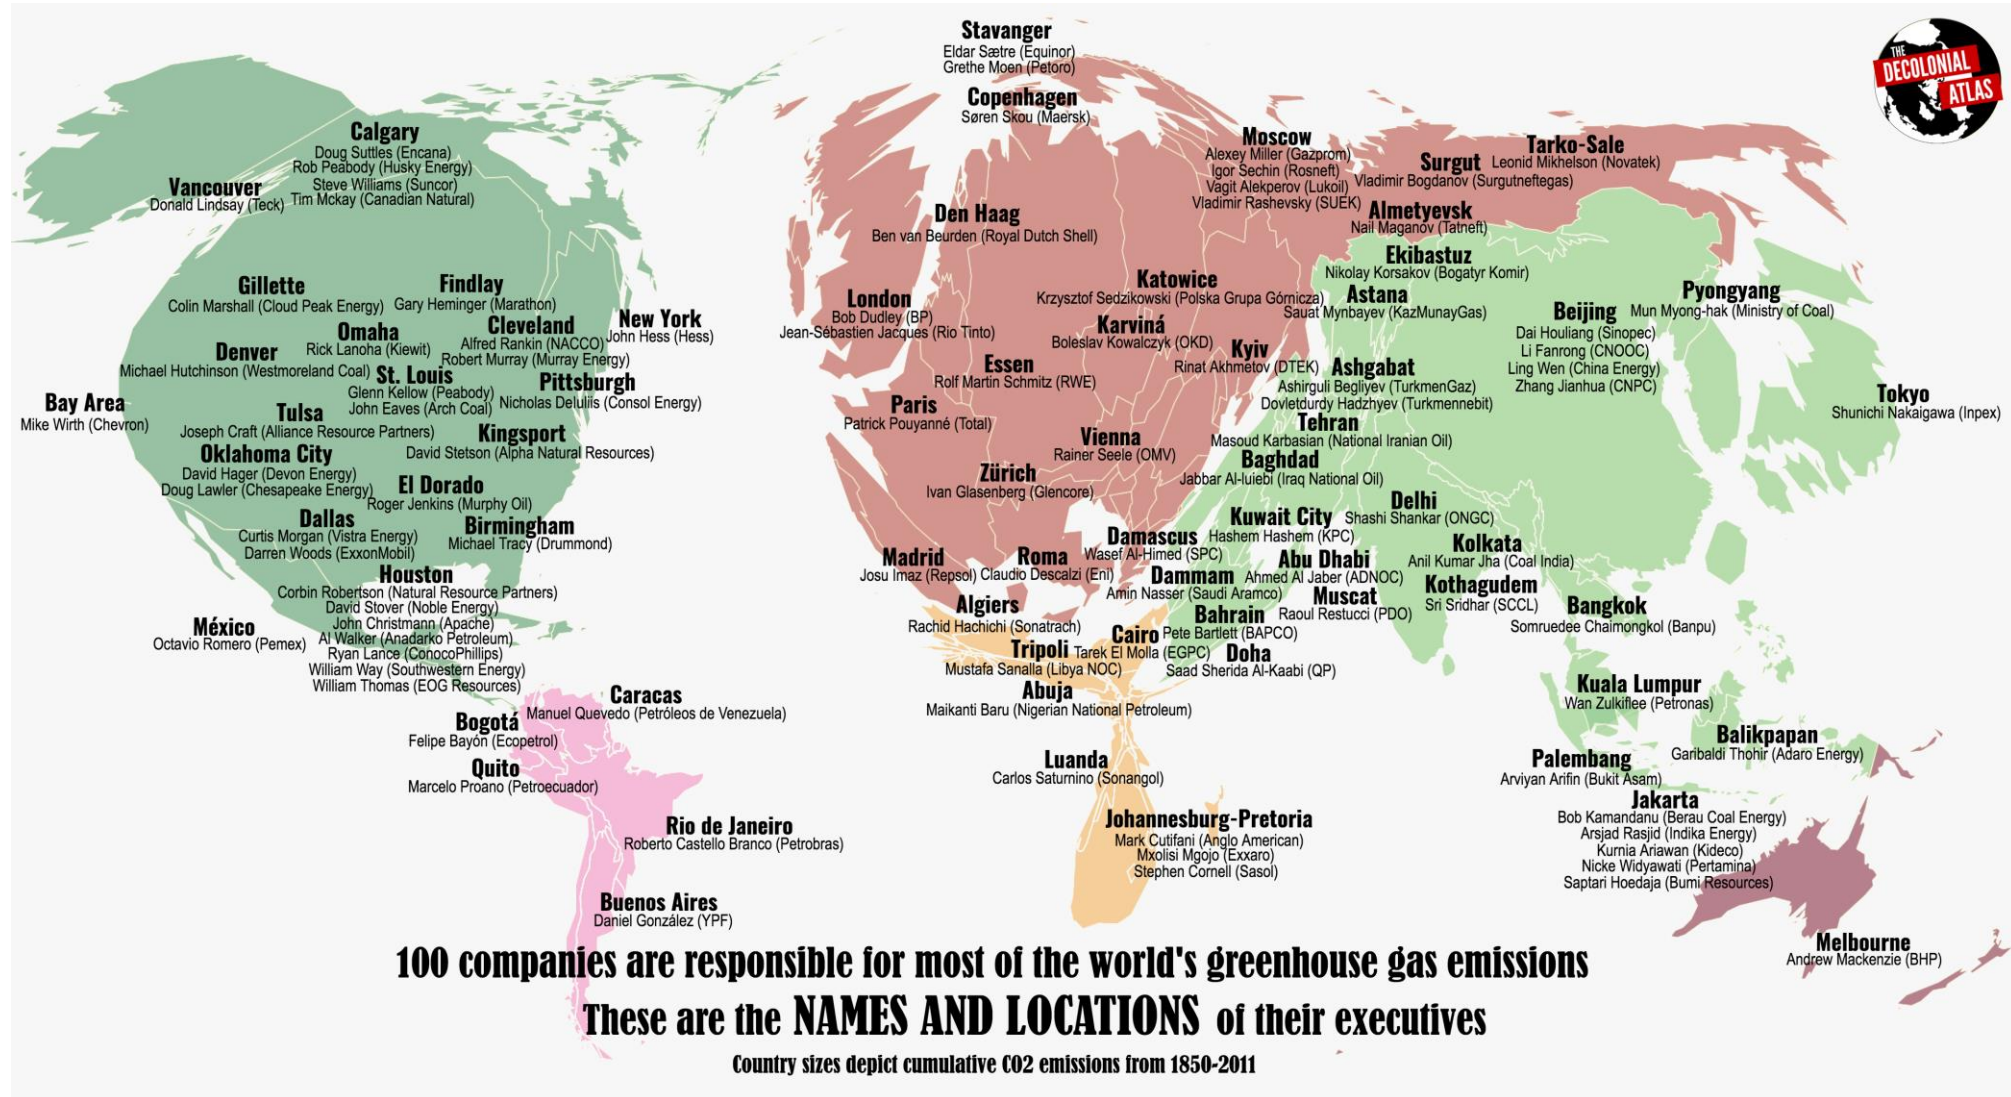 THE
DECOLONIAL
ATLAS
Stavanger
Eldar Sætre (Equinor)
Grethe Moen (Petoro)
Copenhagen
Søren Skou (Maersk)
Calgary
Doug Suttles (Encana)
Rob Peabody (Husky Energy)
Steve Williams (Suncor)
Tim Mckay (Canadian Natural)
Vancouver
Donald Lindsay (Teck)
Moscow
Alexey Miller (Gazprom)
Igor Sechin (Rosneft)
Vagit Alekperov (Lukoil)
Vladimir Rashevsky (SUEK)
Tarko-Sale
Leonid Mikhelson (Novatek)
Surgut
Vladimir Bogdanov (Surgutneftegas)
Almetyevsk
Nail Maganov (Tatneft)
Den Haag
Ben van Beurden (Royal Dutch Shell)
Ekibastuz
Nikolay Korsakov (Bogatyr Komir)
Gillette
Colin Marshall (Cloud Peak Energy)
Findlay
Gary Heminger (Marathon)
Katowice
Krzysztof Sedzikowski (Polska Grupa Górnicza)
Astana
Sauat Mynbayev (KazMunayGas)
London
Bob Dudley (BP)
Jean-Sébastien Jacques (Rio Tinto)
Beijing
Dai Houliang (Sinopec)
Li Fanrong (CNOOC)
Ling Wen (China Energy)
Zhang Jianhua (CNPC)
Pyongyang
Mun Myong-hak (Ministry of Coal)
New York
John Hess (Hess)
Omaha
Rick Lanoha (Kiewit)
Cleveland
Alfred Rankin (NACCO)
Robert Murray (Murray Energy)
Karviná
Boleslav Kowalczyk (OKD)
Denver
Michael Hutchinson (Westmoreland Coal)
Kyiv
Rinat Akhmetov (DTEK)
Essen
Rolf Martin Schmitz (RWE)
Ashgabat
Ashirguli Begliyev (TurkmenGaz)
Dovletdurdy Hadzhyev (Turkmennebit)
St. Louis
Glenn Kellow (Peabody)
John Eaves (Arch Coal)
Pittsburgh
Nicholas Deluliis (Consol Energy)
Bay Area
Mike Wirth (Chevron)
Tokyo
Shunichi Nakaigawa (Inpex)
Paris
Patrick Pouyanné (Total)
Tulsa
Joseph Craft (Alliance Resource Partners)
Tehran
Masoud Karbasian (National Iranian Oil)
Kingsport
David Stetson (Alpha Natural Resources)
Vienna
Rainer Seele (OMV)
Oklahoma City
David Hager (Devon Energy)
Doug Lawler (Chesapeake Energy)
Baghdad
Jabbar Al-luiebi (Iraq National Oil)
Zürich
Ivan Glasenberg (Glencore)
El Dorado
Roger Jenkins (Murphy Oil)
Delhi
Shashi Shankar (ONGC)
Dallas
Curtis Morgan (Vistra Energy)
Darren Woods (ExxonMobil)
Birmingham
Michael Tracy (Drummond)
Kuwait City
Hashem Hashem (KPC)
Damascus
Wasef Al-Himed (SPC)
Kolkata
Anil Kumar Jha (Coal India)
Madrid
Josu Imaz (Repsol)
Roma
Claudio Descalzi (Eni)
Abu Dhabi
Ahmed Al Jaber (ADNOC)
Houston
Corbin Robertson (Natural Resource Partners)
David Stover (Noble Energy)
John Christmann (Apache)
Al Walker (Anadarko Petroleum)
Ryan Lance (ConocoPhillips)
William Way (Southwestern Energy)
William Thomas (EOG Resources)
Dammam
Amin Nasser (Saudi Aramco)
Kothagudem
Sri Sridhar (SCCL)
Muscat
Raoul Restucci (PDO)
Algiers
Rachid Hachichi (Sonatrach)
Bangkok
Somruedee Chaimongkol (Banpu)
Bahrain
Pete Bartlett (BAPCO)
México
Octavio Romero (Pemex)
Cairo
Tarek El Molla (EGPC)
Tripoli
Mustafa Sanalla (Libya NOC)
Doha
Saad Sherida Al-Kaabi (QP)
Abuja
Maikanti Baru (Nigerian National Petroleum)
Kuala Lumpur
Wan Zulkiflee (Petronas)
Caracas
Manuel Quevedo (Petróleos de Venezuela)
Bogotá
Felipe Bayón (Ecopetrol)
Balikpapan
Garibaldi Thohir (Adaro Energy)
Luanda
Carlos Saturnino (Sonangol)
Palembang
Arviyan Arifin (Bukit Asam)
Quito
Marcelo Proano (Petroecuador)
Jakarta
Bob Kamandanu (Berau Coal Energy)
Arsjad Rasjid (Indika Energy)
Kurnia Ariawan (Kideco)
Nicke Widyawati (Pertamina)
Saptari Hoedaja (Bumi Resources)
Johannesburg-Pretoria
Mark Cutifani (Anglo American)
Mxolisi Mgojo (Exxaro)
Stephen Cornell (Sasol)
Rio de Janeiro
Roberto Castello Branco (Petrobras)
Buenos Aires
Daniel González (YPF)
Melbourne
Andrew Mackenzie (BHP)
100 companies are responsible for most of the world's greenhouse gas emissions
These are the NAMES AND LOCATIONS of their executives
Country sizes depict cumulative CO2 emissions from 1850-2011